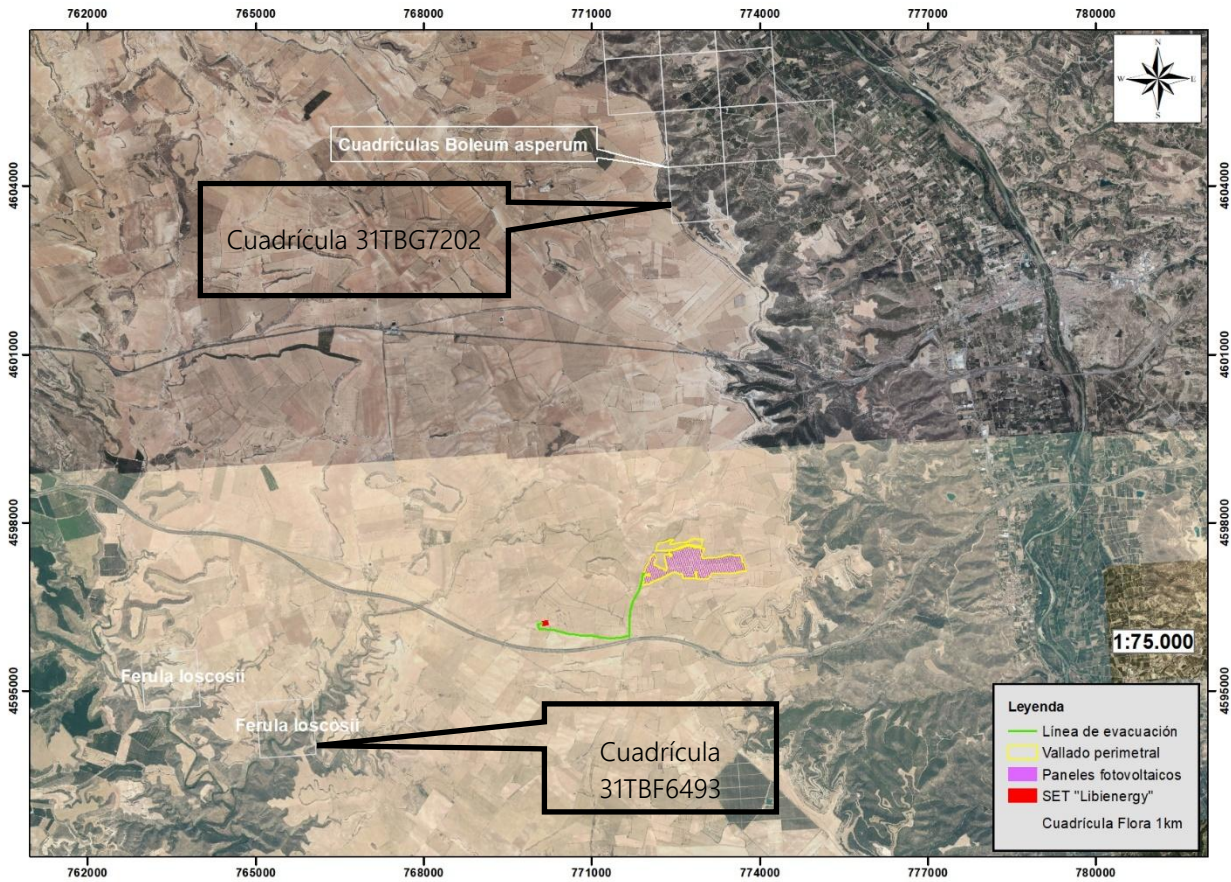 762000 765000 768000 771000 774000 777000 780000
N
W E
S
Cuadrículas Boleum asperum
4604000 4604000
Cuadrícula 31TBG7202
4601000 4601000
4598000 4598000
1:75.000
4595000 4595000
Ferula loscosii
Ferula loscosii
Cuadrícula
31TBF6493
Leyenda
Línea de evacuación
Vallado perimetral
Paneles fotovoltaicos
SET "Libienergy"
Cuadrícula Flora 1km
762000 765000 768000 771000 774000 777000 780000